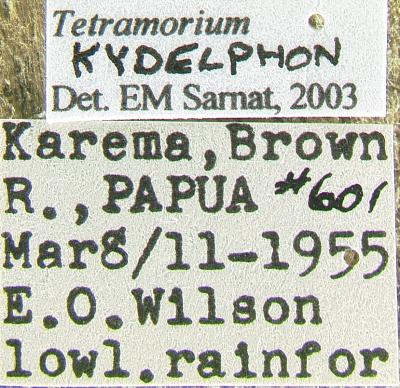 Tetramorium
KYDELPHON
Det. EM Sarnat, 2003
Karema, Brown
R., PAPUA #601
Mar8/11-1955
E.O.Wilson
lowl.rainfor